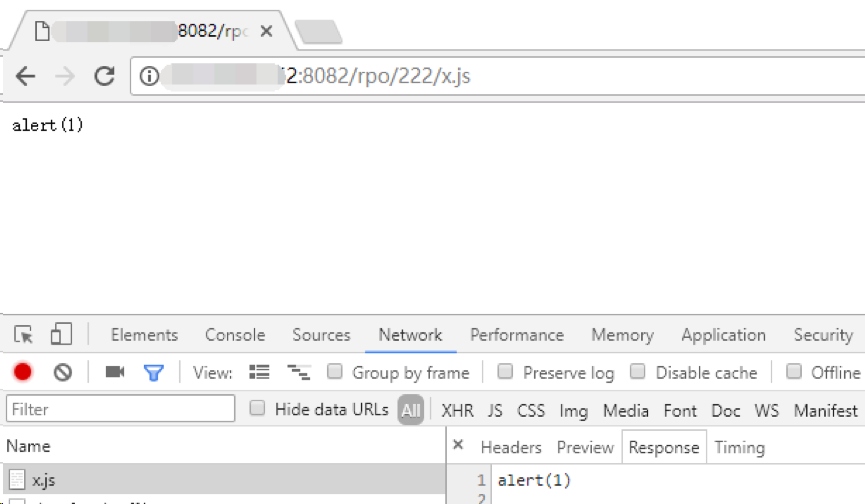 8082/rpo
2:8082/rpo/222/x.js
alert(1)
Elements Console Sources Network Performance Memory Application Security
View: Group by frame Preserve log Disable cache Offline
Filter Hide data URLs All XHR JS CSS Img Media Font Doc WS Manifest
Name × Headers Preview Response Timing
x.js 1 alert(1)
2